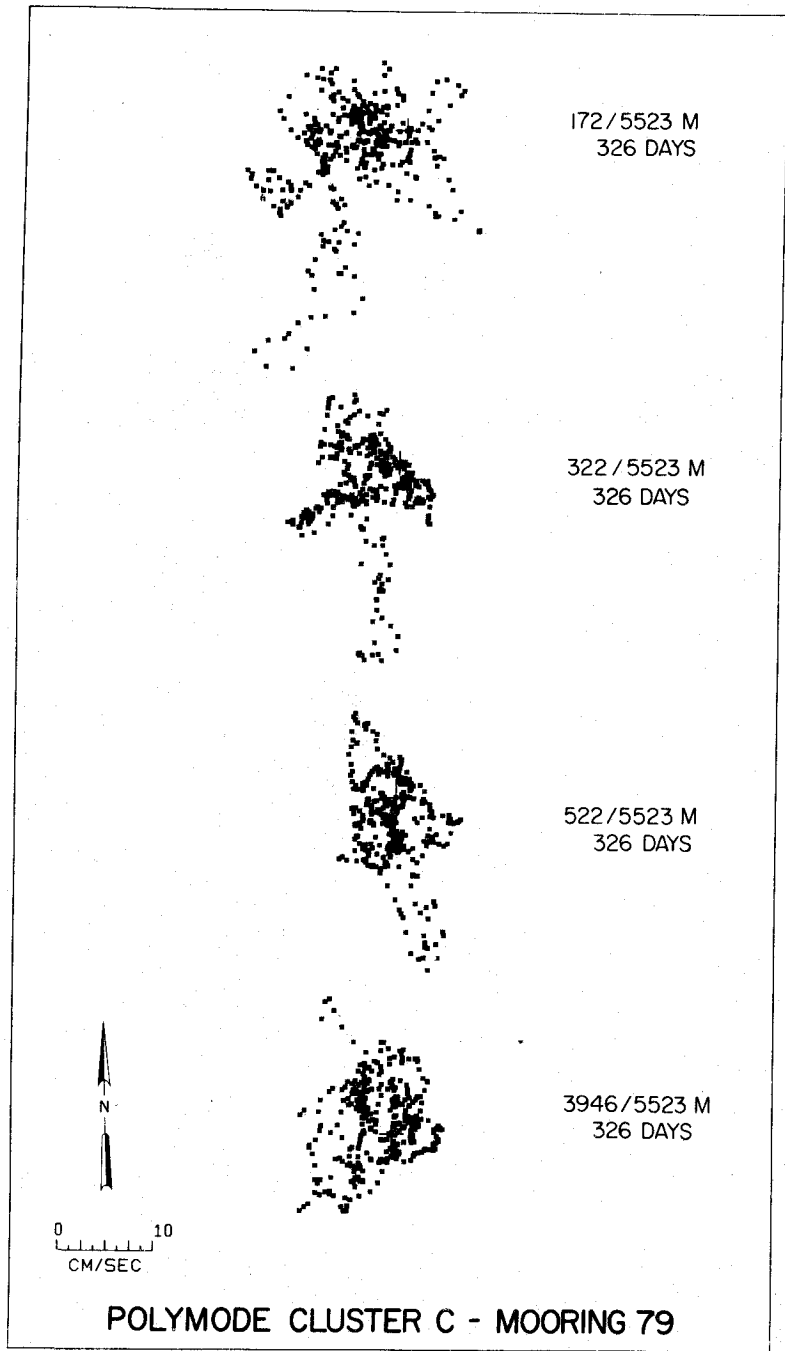 172/5523 M
326 DAYS
322/5523 M
326 DAYS
522/5523 M
326 DAYS
3946/5523 M
326 DAYS
N
0 10
CM/SEC
POLYMODE CLUSTER C - MOORING 79